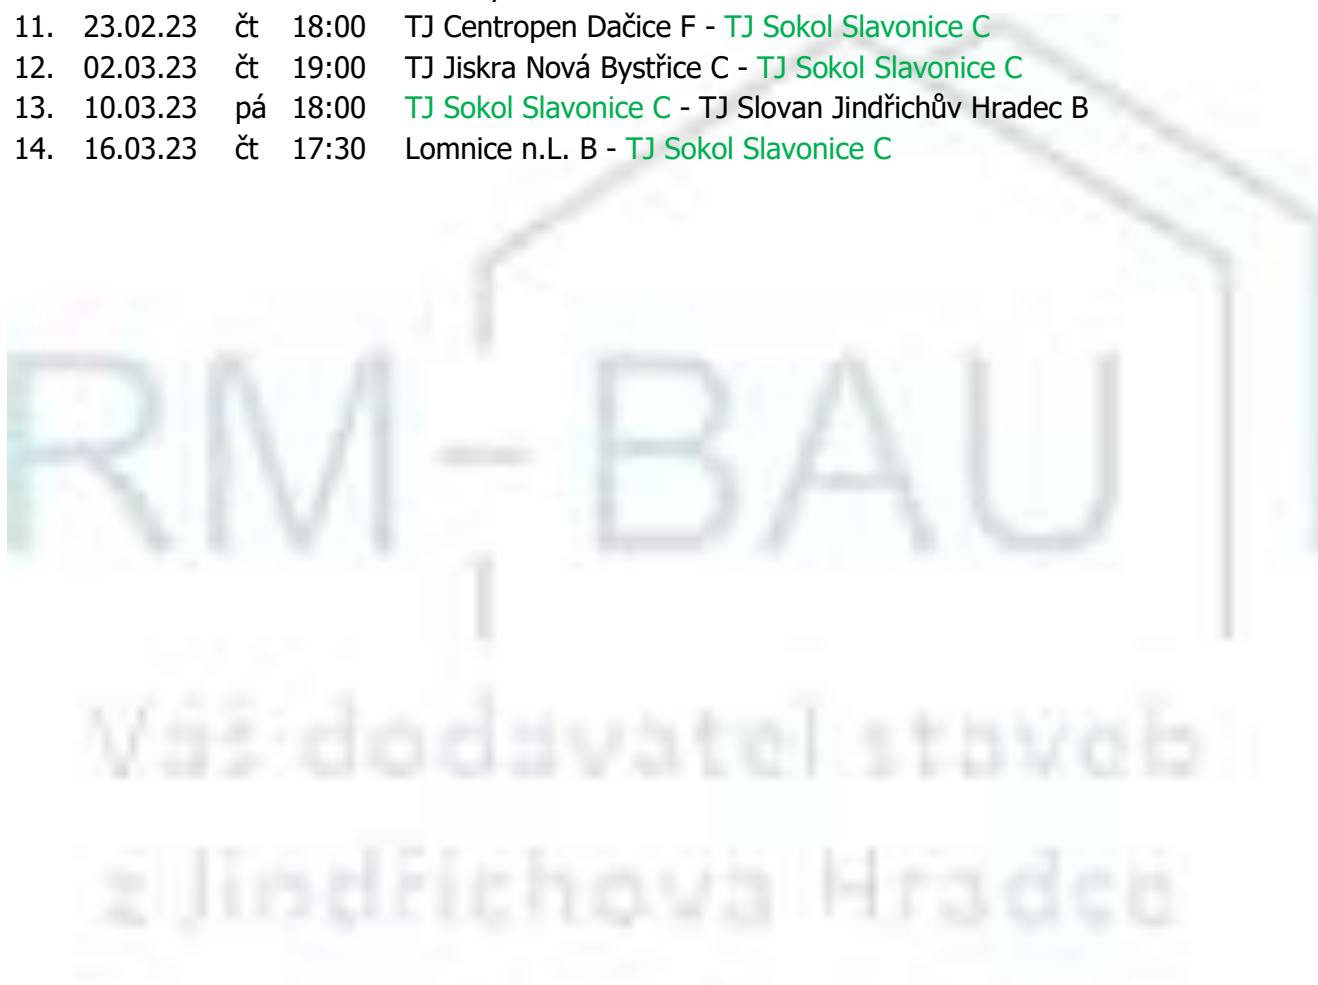 11. 23.02.23 čt 18:00 TJ Centropen Dačice F - TJ Sokol Slavonice C
12. 02.03.23 čt 19:00 TJ Jiskra Nová Bystřice C - TJ Sokol Slavonice C
13. 10.03.23 pá 18:00 TJ Sokol Slavonice C - TJ Slovan Jindřichův Hradec B
14. 16.03.23 čt 17:30 Lomnice n.L. B - TJ Sokol Slavonice C
RM-BAU
Váš dodavatel staveb
z Jindřichova Hradce